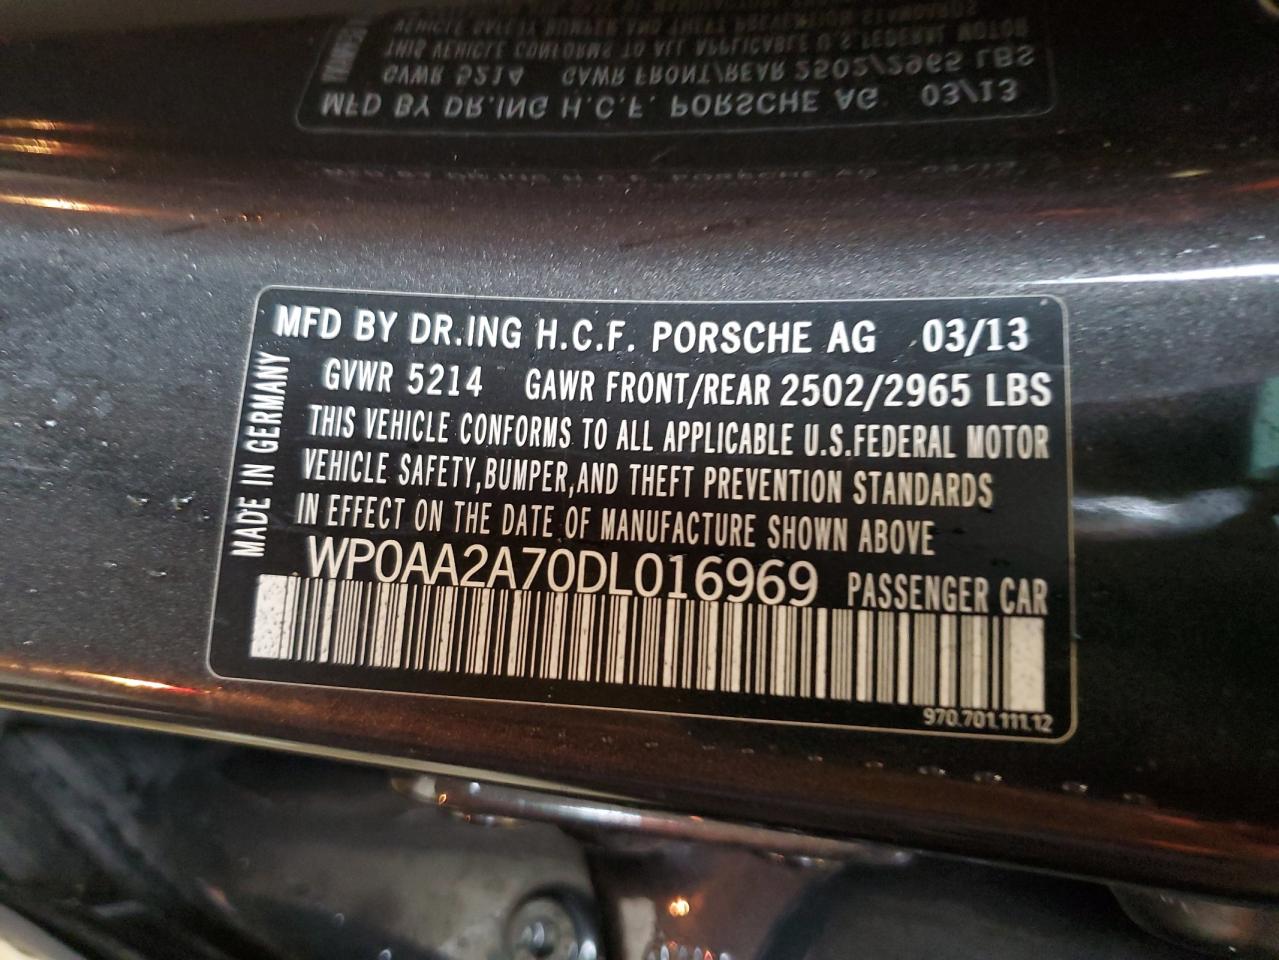 MFD BY DR.ING H.C.F. PORSCHE AG 03/13
GVWR 5214 GAWR FRONT/REAR 2502/2965 LBS
THIS VEHICLE CONFORMS TO ALL APPLICABLE U.S.FEDERAL MOTOR
VEHICLE SAFETY,BUMPER,AND THEFT PREVENTION STANDARDS
IN EFFECT ON THE DATE OF MANUFACTURE SHOWN ABOVE
WP0AA2A70DL016969 PASSENGER CAR
970.701.111.12
MADE IN GERMANY